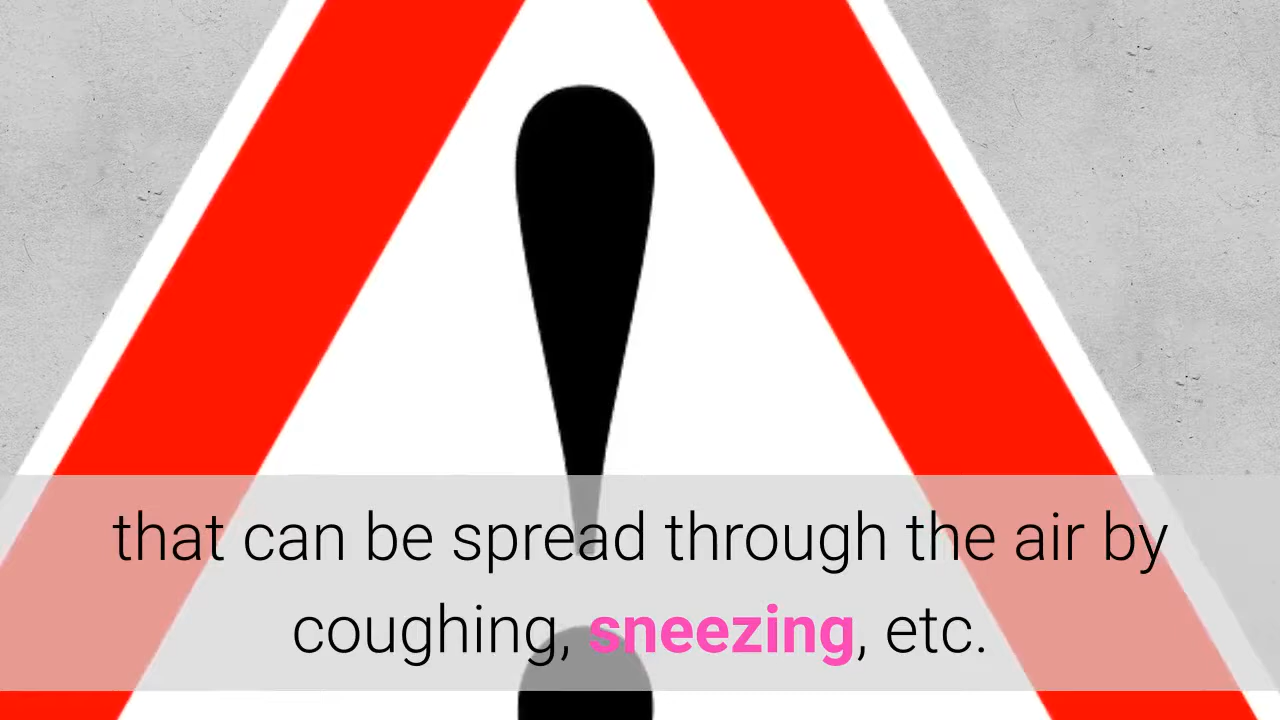 that can be spread through the air by
coughing, sneezing, etc.